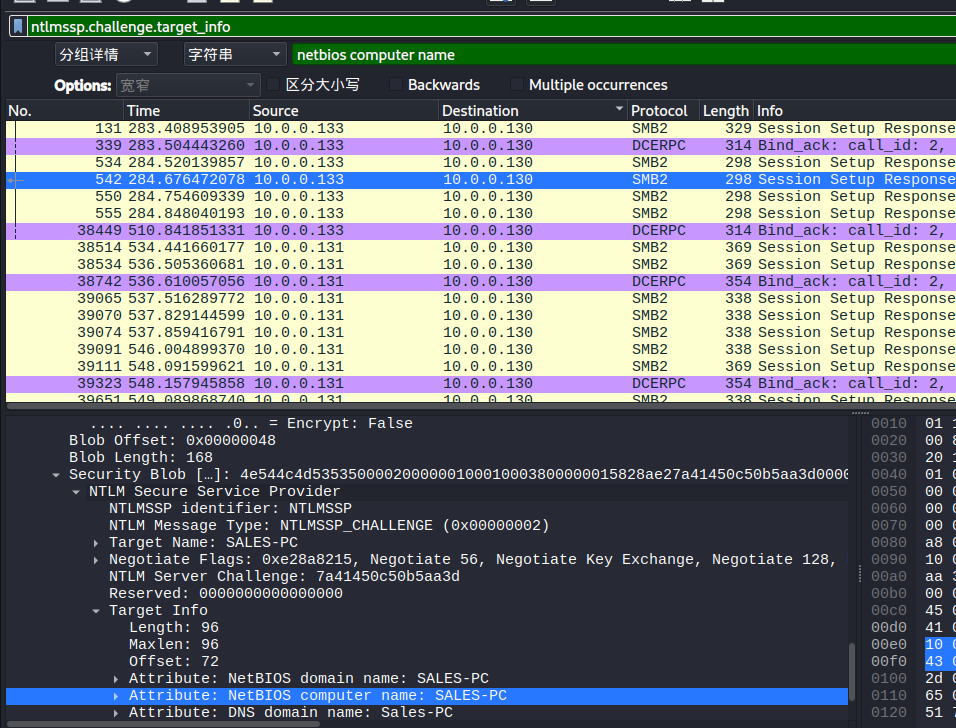 ntlmssp.challenge.target_info
分组详情 字符串 netbios computer name
Options: 宽窄 区分大小写 Backwards Multiple occurrences
No. Time Source Destination Protocol Length Info
131 283.408953905 10.0.0.133 10.0.0.130 SMB2 329 Session Setup Response
339 283.504443260 10.0.0.133 10.0.0.130 DCERPC 314 Bind_ack: call_id: 2,
534 284.520139857 10.0.0.133 10.0.0.130 SMB2 298 Session Setup Response
542 284.676472078 10.0.0.133 10.0.0.130 SMB2 298 Session Setup Response
550 284.754609339 10.0.0.133 10.0.0.130 SMB2 298 Session Setup Response
555 284.848040193 10.0.0.133 10.0.0.130 SMB2 298 Session Setup Response
38449 510.841851331 10.0.0.133 10.0.0.130 DCERPC 314 Bind_ack: call_id: 2,
38514 534.441660177 10.0.0.131 10.0.0.130 SMB2 369 Session Setup Response
38534 536.505360681 10.0.0.131 10.0.0.130 SMB2 369 Session Setup Response
38742 536.610057056 10.0.0.131 10.0.0.130 DCERPC 354 Bind_ack: call_id: 2,
39065 537.516289772 10.0.0.131 10.0.0.130 SMB2 338 Session Setup Response
39070 537.829144599 10.0.0.131 10.0.0.130 SMB2 338 Session Setup Response
39074 537.859416791 10.0.0.131 10.0.0.130 SMB2 338 Session Setup Response
39091 546.004899370 10.0.0.131 10.0.0.130 SMB2 338 Session Setup Response
39111 548.091599621 10.0.0.131 10.0.0.130 SMB2 369 Session Setup Response
39323 548.157945858 10.0.0.131 10.0.0.130 DCERPC 354 Bind_ack: call_id: 2,
39651 549.089868740 10.0.0.131 10.0.0.130 SMB2 338 Session Setup Response
.... .... .... .0.. = Encrypt: False 0010 01
Blob Offset: 0x00000048 0020 00
Blob Length: 168 0030 20
Security Blob […]: 4e544c4d5353500002000000100010003800000015828ae27a41450c50b5aa3d0000 0040 01
NTLM Secure Service Provider 0050 00
NTLMSSP identifier: NTLMSSP 0060 00
NTLM Message Type: NTLMSSP_CHALLENGE (0x00000002) 0070 00
Target Name: SALES-PC 0080 a8
Negotiate Flags: 0xe28a8215, Negotiate 56, Negotiate Key Exchange, Negotiate 128, 0090 10
NTLM Server Challenge: 7a41450c50b5aa3d 00a0 aa
Reserved: 0000000000000000 00b0 00
Target Info 00c0 45
Length: 96 00d0 41
Maxlen: 96 00e0 10
Offset: 72 00f0 43
Attribute: NetBIOS domain name: SALES-PC 0100 2d
Attribute: NetBIOS computer name: SALES-PC 0110 65
Attribute: DNS domain name: Sales-PC 0120 51